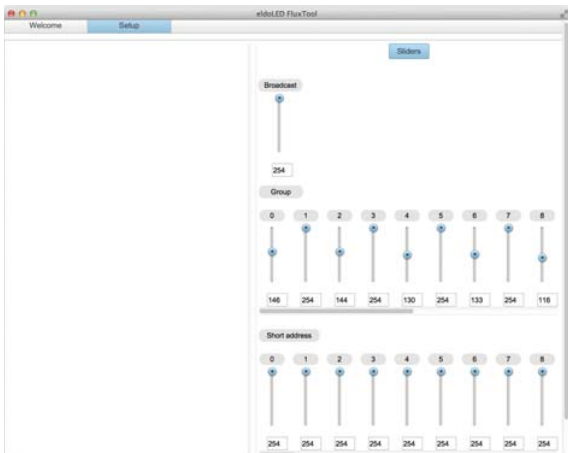 eldoLED FluxTool
Welcome Setup
Sliders
Broadcast
254
Group
0 1 2 3 4 5 6 7 8
146 254 144 254 130 254 133 254 116
Short address
0 1 2 3 4 5 6 7 8
254 254 254 254 254 254 254 254 254